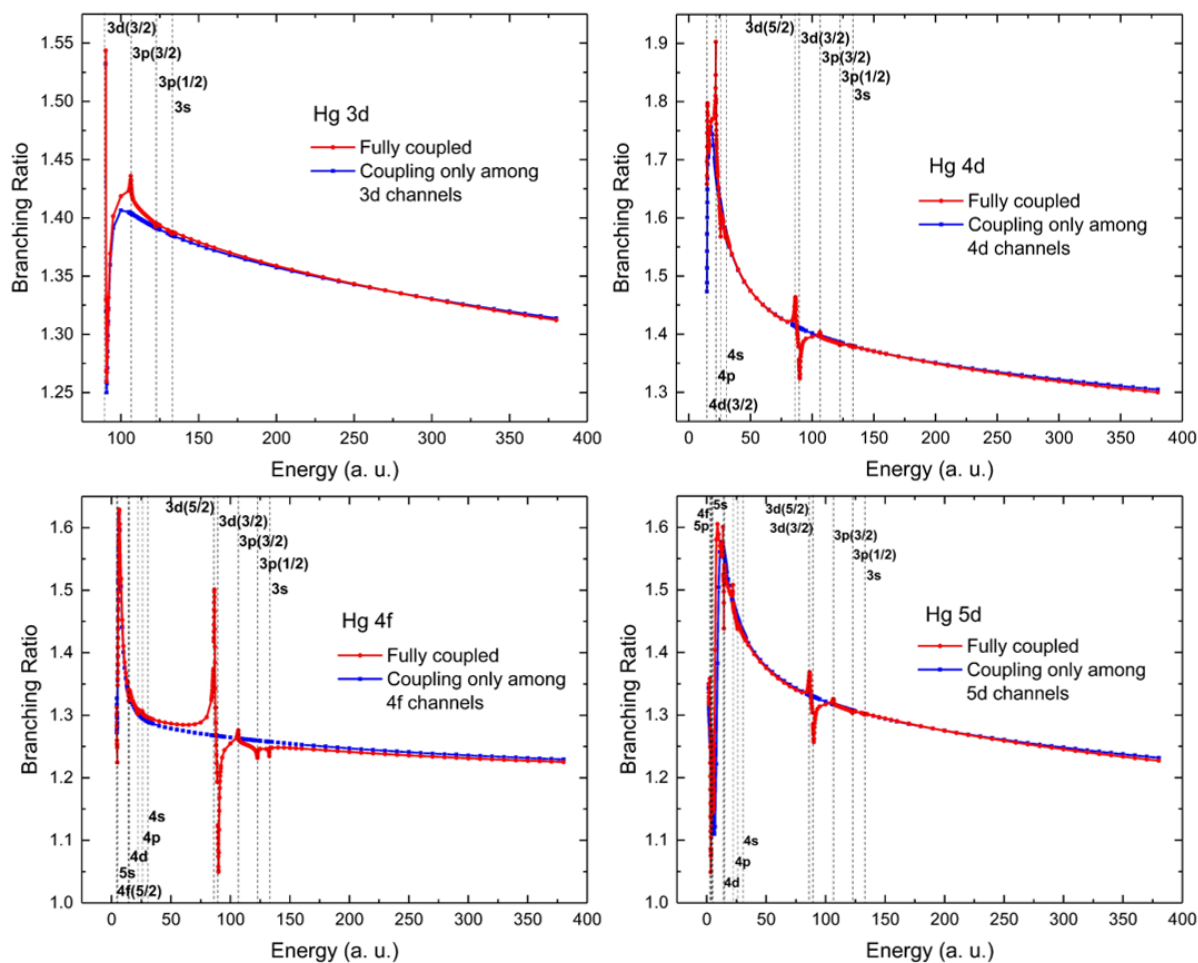 Branching Ratio
1.55
1.50
1.45
1.40
1.35
1.30
1.25
3d(3/2)
3p(3/2)
3p(1/2)
3s
Hg 3d
Fully coupled
Coupling only among
3d channels
100
150
200
250
300
350
400
Energy (a. u.)
Branching Ratio
1.9
1.8
1.7
1.6
1.5
1.4
1.3
3d(5/2)
3d(3/2)
3p(3/2)
3p(1/2)
3s
Hg 4d
Fully coupled
Coupling only among
4d channels
4s
4p
4d(3/2)
0
50
100
150
200
250
300
350
400
Energy (a. u.)
Branching Ratio
1.6
1.5
1.4
1.3
1.2
1.1
1.0
3d(5/2)
3d(3/2)
3p(3/2)
3p(1/2)
3s
Hg 4f
Fully coupled
Coupling only among
4f channels
4s
4p
4d
5s
4f(5/2)
0
50
100
150
200
250
300
350
400
Energy (a. u.)
Branching Ratio
1.6
1.5
1.4
1.3
1.2
1.1
1.0
5s
4f
5p
3d(5/2)
3d(3/2)
3p(3/2)
3p(1/2)
3s
Hg 5d
Fully coupled
Coupling only among
5d channels
4s
4p
4d
0
50
100
150
200
250
300
350
400
Energy (a. u.)